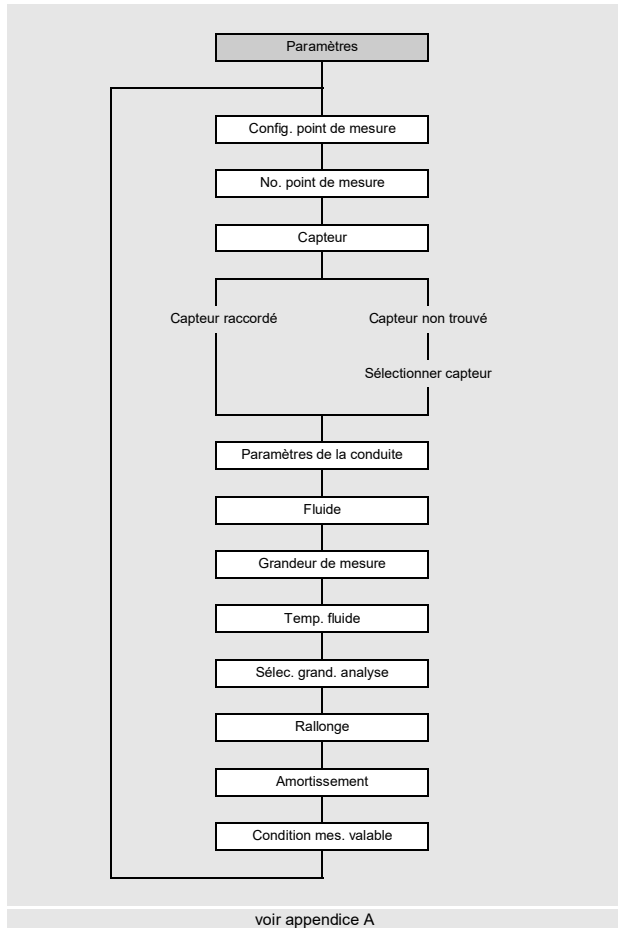 Paramètres
Config. point de mesure
No. point de mesure
Capteur
Capteur raccordé
Capteur non trouvé
Sélectionner capteur
Paramètres de la conduite
Fluide
Grandeur de mesure
Temp. fluide
Sélec. grand. analyse
Rallonge
Amortissement
Condition mes. valable
voir appendice A